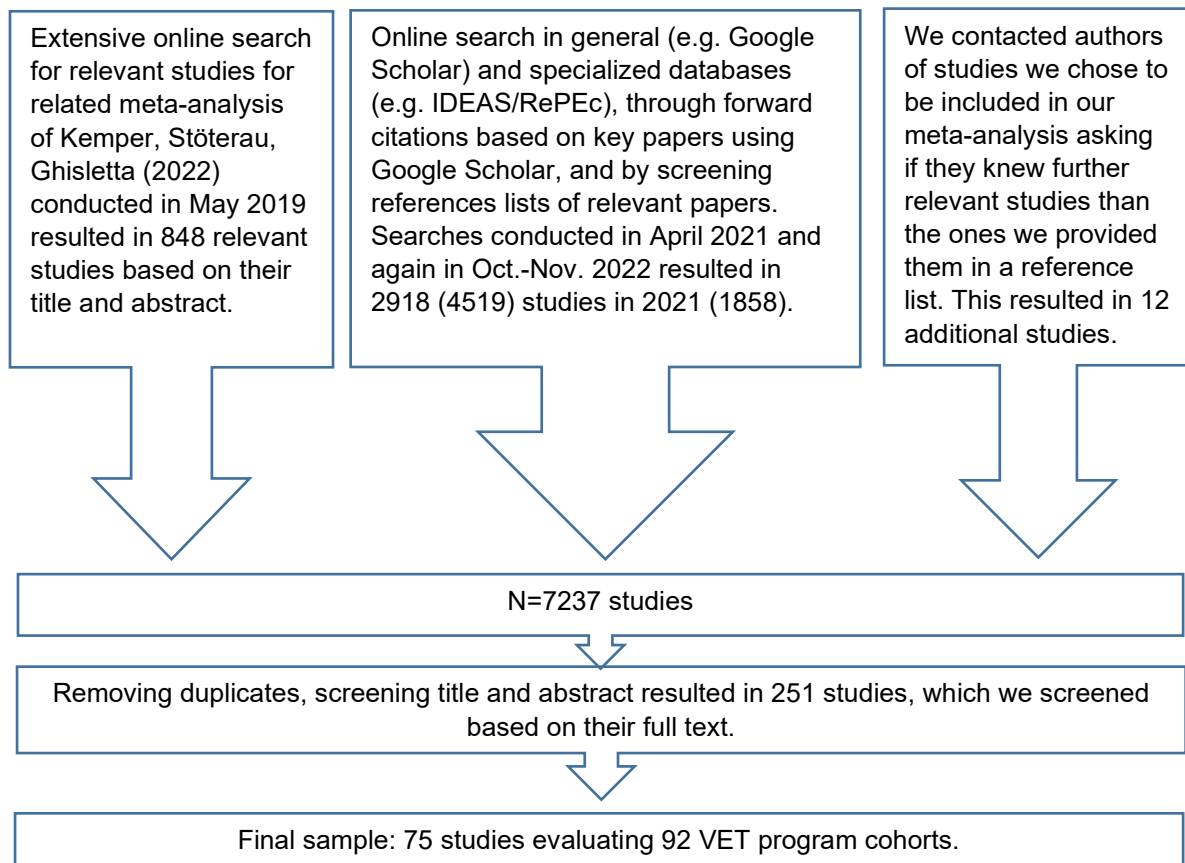 Extensive online search
for relevant studies for
related meta-analysis
of Kemper, Stöterau,
Ghisletta (2022)
conducted in May 2019
resulted in 848 relevant
studies based on their
title and abstract.
Online search in general (e.g. Google
Scholar) and specialized databases
(e.g. IDEAS/RePEc), through forward
citations based on key papers using
Google Scholar, and by screening
references lists of relevant papers.
Searches conducted in April 2021 and
again in Oct.-Nov. 2022 resulted in
2918 (4519) studies in 2021 (1858).
We contacted authors
of studies we chose to
be included in our
meta-analysis asking
if they knew further
relevant studies than
the ones we provided
them in a reference
list. This resulted in 12
additional studies.
N=7237 studies
Removing duplicates, screening title and abstract resulted in 251 studies, which we screened
based on their full text.
Final sample: 75 studies evaluating 92 VET program cohorts.